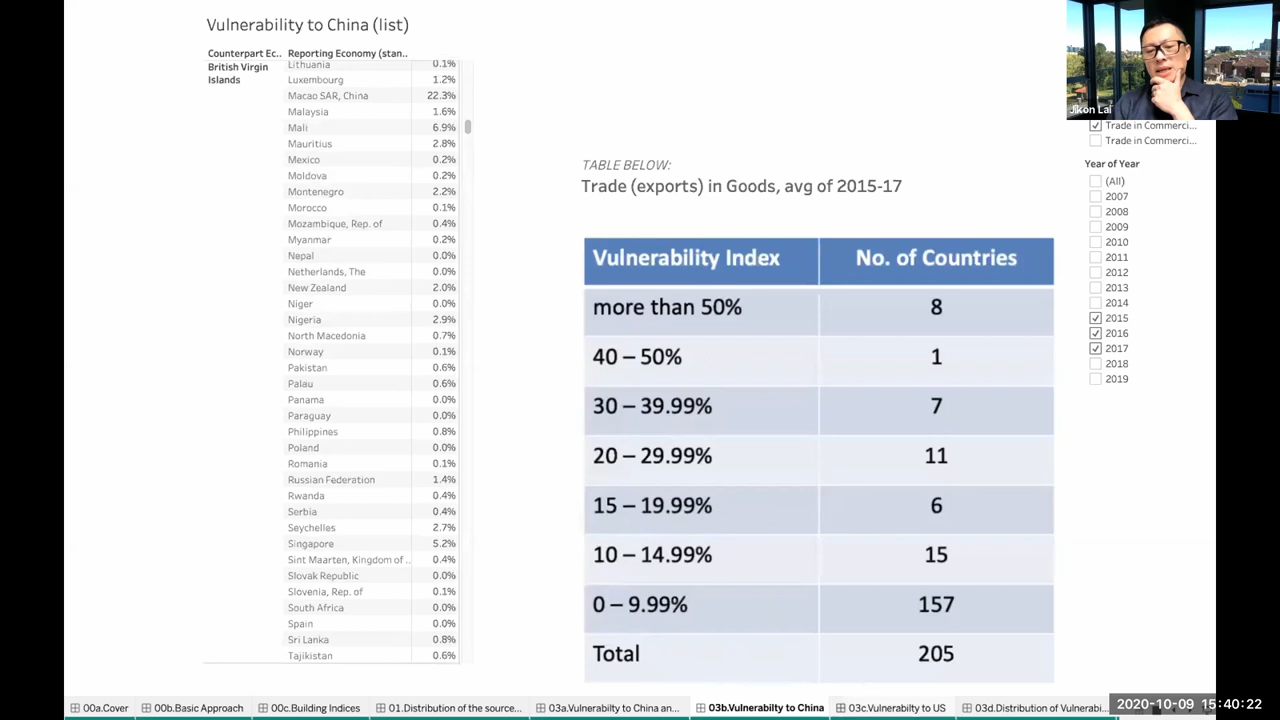 Vulnerability to China (list)
Counterpart Ec.. Reporting Economy (stan..
British Virgin Islands
Lithuania 0.1%
Luxembourg 1.2%
Macao SAR, China 22.3%
Malaysia 1.6%
Mali 6.9%
Mauritius 2.8%
Mexico 0.2%
Moldova 0.2%
Montenegro 2.2%
Morocco 0.1%
Mozambique, Rep. of 0.4%
Myanmar 0.2%
Nepal 0.0%
Netherlands, The 0.0%
New Zealand 2.0%
Niger 0.0%
Nigeria 2.9%
North Macedonia 0.7%
Norway 0.1%
Pakistan 0.6%
Palau 0.6%
Panama 0.0%
Paraguay 0.0%
Philippines 0.8%
Poland 0.0%
Romania 0.1%
Russian Federation 1.4%
Rwanda 0.4%
Serbia 0.4%
Seychelles 2.7%
Singapore 5.2%
Sint Maarten, Kingdom of .. 0.4%
Slovak Republic 0.0%
Slovenia, Rep. of 0.1%
South Africa 0.0%
Spain 0.0%
Sri Lanka 0.8%
Tajikistan 0.6%
TABLE BELOW:
Trade (exports) in Goods, avg of 2015-17
Vulnerability Index No. of Countries
more than 50% 8
40 – 50% 1
30 – 39.99% 7
20 – 29.99% 11
15 – 19.99% 6
10 – 14.99% 15
0 – 9.99% 157
Total 205
Jikon Lai
Trade in Commerci...
Trade in Commerci...
Year of Year
(All)
2007
2008
2009
2010
2011
2012
2013
2014
2015
2016
2017
2018
2019
00a.Cover 00b.Basic Approach 00c.Building Indices 01.Distribution of the source... 03a.Vulnerabilty to China an... 03b.Vulnerabilty to China 03c.Vulnerabilty to US 03d.Distribution of Vulnerabi..
2020-10-09 15:40:22